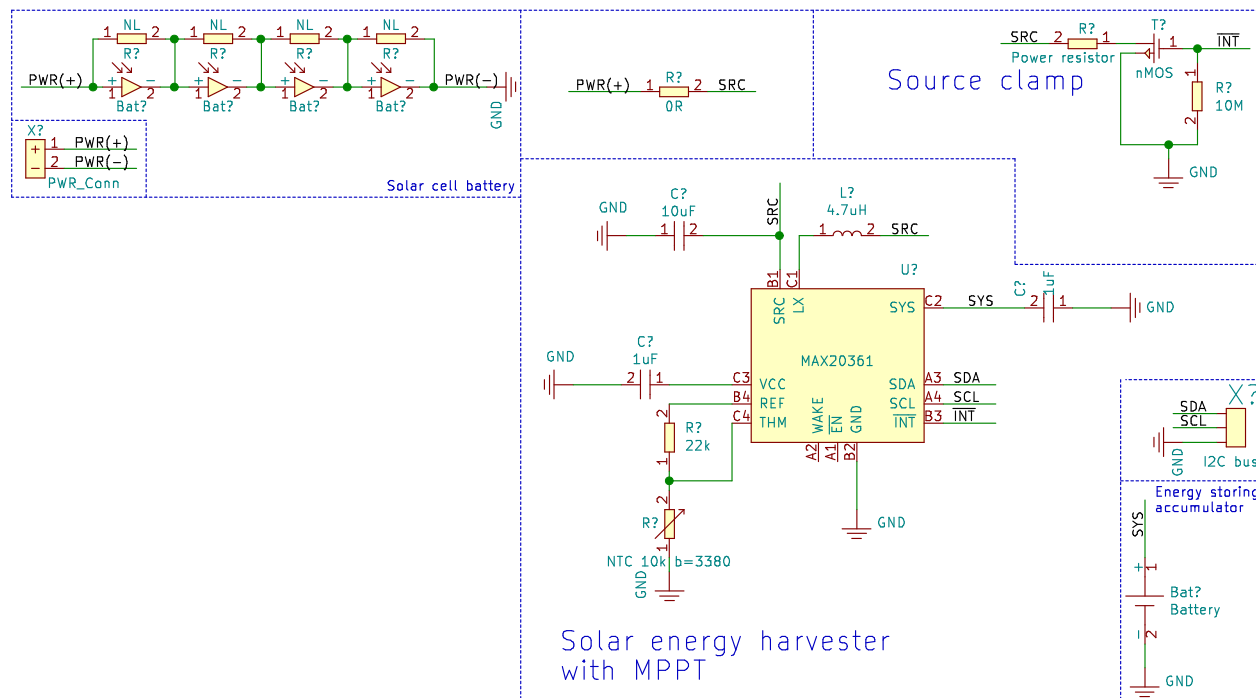 NL NL NL NL
1 2 1 2 1 2 1 2
R? R? R? R?
PWR(+) + − + − + − + − PWR(-)
1 2 1 2 1 2 1 2
Bat? Bat? Bat? Bat?
GND
X?
+ 1 PWR(+)
− 2 PWR(-)
PWR_Conn
Solar cell battery
R?
PWR(+) 1 2 SRC
0R
R? T?
SRC 2 1 1 INT
Power resistor
nMOS
Source clamp
1
R?
10M
2
GND
C?
GND 10uF
1 2
SRC
L?
4.7uH
1 2 SRC
U?
B1 C1
SRC LX
SYS C2 SYS
C?
1uF
2 1
GND
MAX20361
C?
GND 1uF
2 1 C3 VCC
B4 REF
C4 THM
SDA A3 SDA
SCL A4 SCL
INT B3 INT
WAKE EN GND
A2 A1 B2
GND
2
R?
22k
1
2
R?
1
NTC 10k b=3380
GND
Solar energy harvester
with MPPT
X?
SDA
SCL
GND
I2C bus
Energy storing
accumulator
SYS
+ 1
Bat?
Battery
− 2
GND